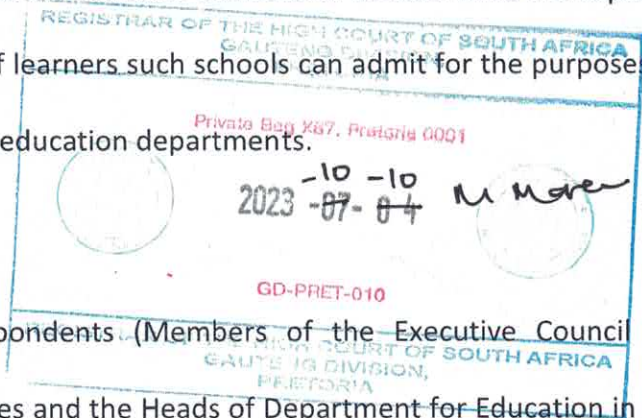 REGISTRAR OF THE HIGH COURT OF SOUTH AFRICA
GAUTENG DIVISION
f learners such schools can admit for the purpose
Private Bag X67, Pretoria 0001
education departments.
-10 -10
2023 -07- 04
GD-PRET-010
pondents (Members of the Executive Council
COURT OF SOUTH AFRICA
GAUTENG DIVISION,
PRETORIA
es and the Heads of Department for Education in